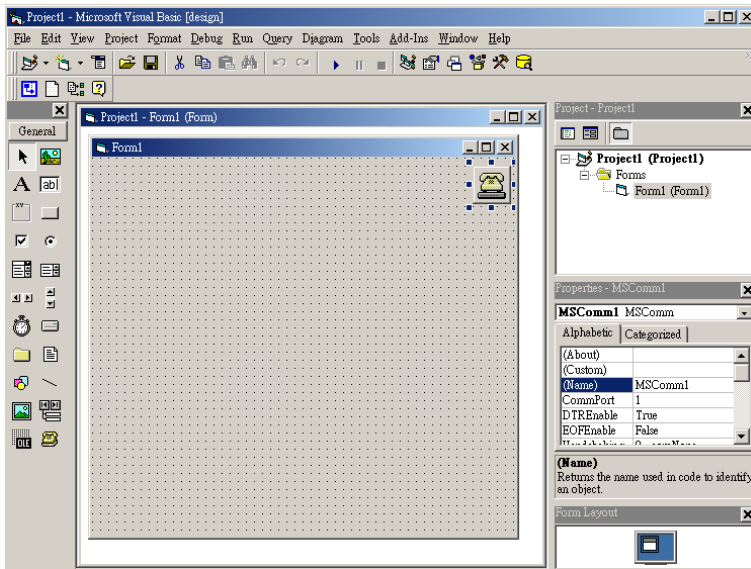 Project1 - Microsoft Visual Basic [design]
File Edit View Project Format Debug Run Query Diagram Tools Add-Ins Window Help
General
Project1 - Form1 (Form)
Form1
A
ab
xv
OLE
Project - Project1
Project1 (Project1)
Forms
Form1 (Form1)
Properties - MSComm1
MSComm1 MSComm
Alphabetic Categorized
(About)
(Custom)
(Name) MSComm1
CommPort 1
DTREnable True
EOFEnable False
(Name)
Returns the name used in code to identify
an object.
Form Layout